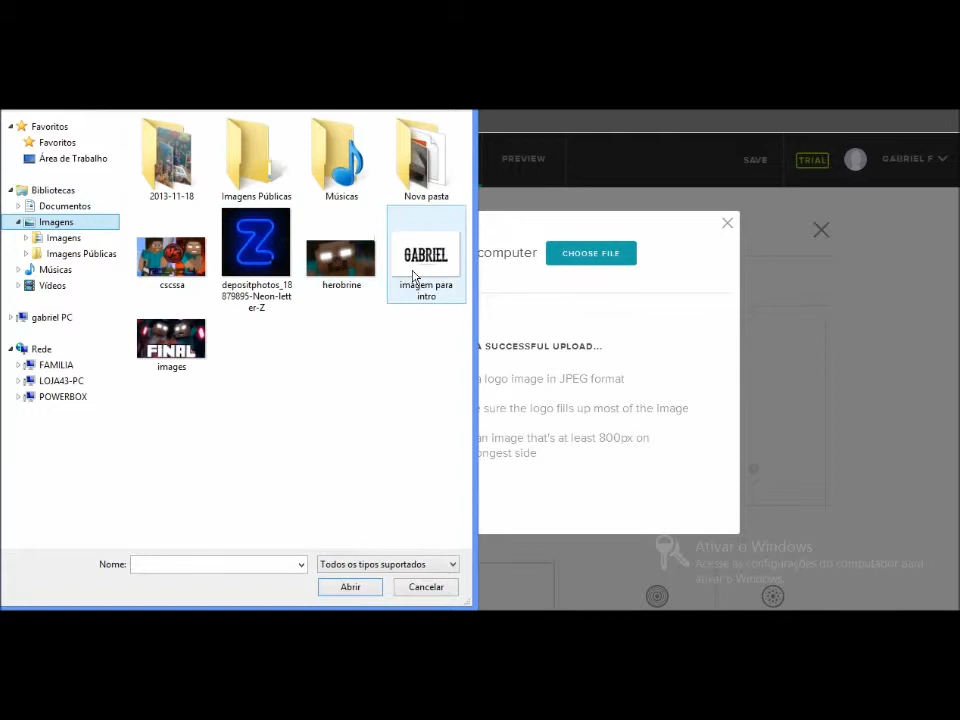 Favoritos
Favoritos
Área de Trabalho
Bibliotecas
Documentos
Imagens
Imagens
Imagens Públicas
Músicas
Vídeos
gabriel PC
Rede
FAMILIA
LOJA43-PC
POWERBOX
2013-11-18
Imagens Públicas
Músicas
Nova pasta
GABRIEL
cscssa
depositphotos_18
879895-Neon-lett
er-Z
herobrine
imagem para
intro
FINAL
images
Nome:
Todos os tipos suportados
Abrir
Cancelar
PREVIEW
SAVE
TRIAL
GABRIEL F
computer
CHOOSE FILE
A SUCCESSFUL UPLOAD...
a logo image in JPEG format
sure the logo fills up most of the image
an image that's at least 800px on
ongest side
Ativar o Windows
Acesse as configurações do computador para
ativar o Windows.